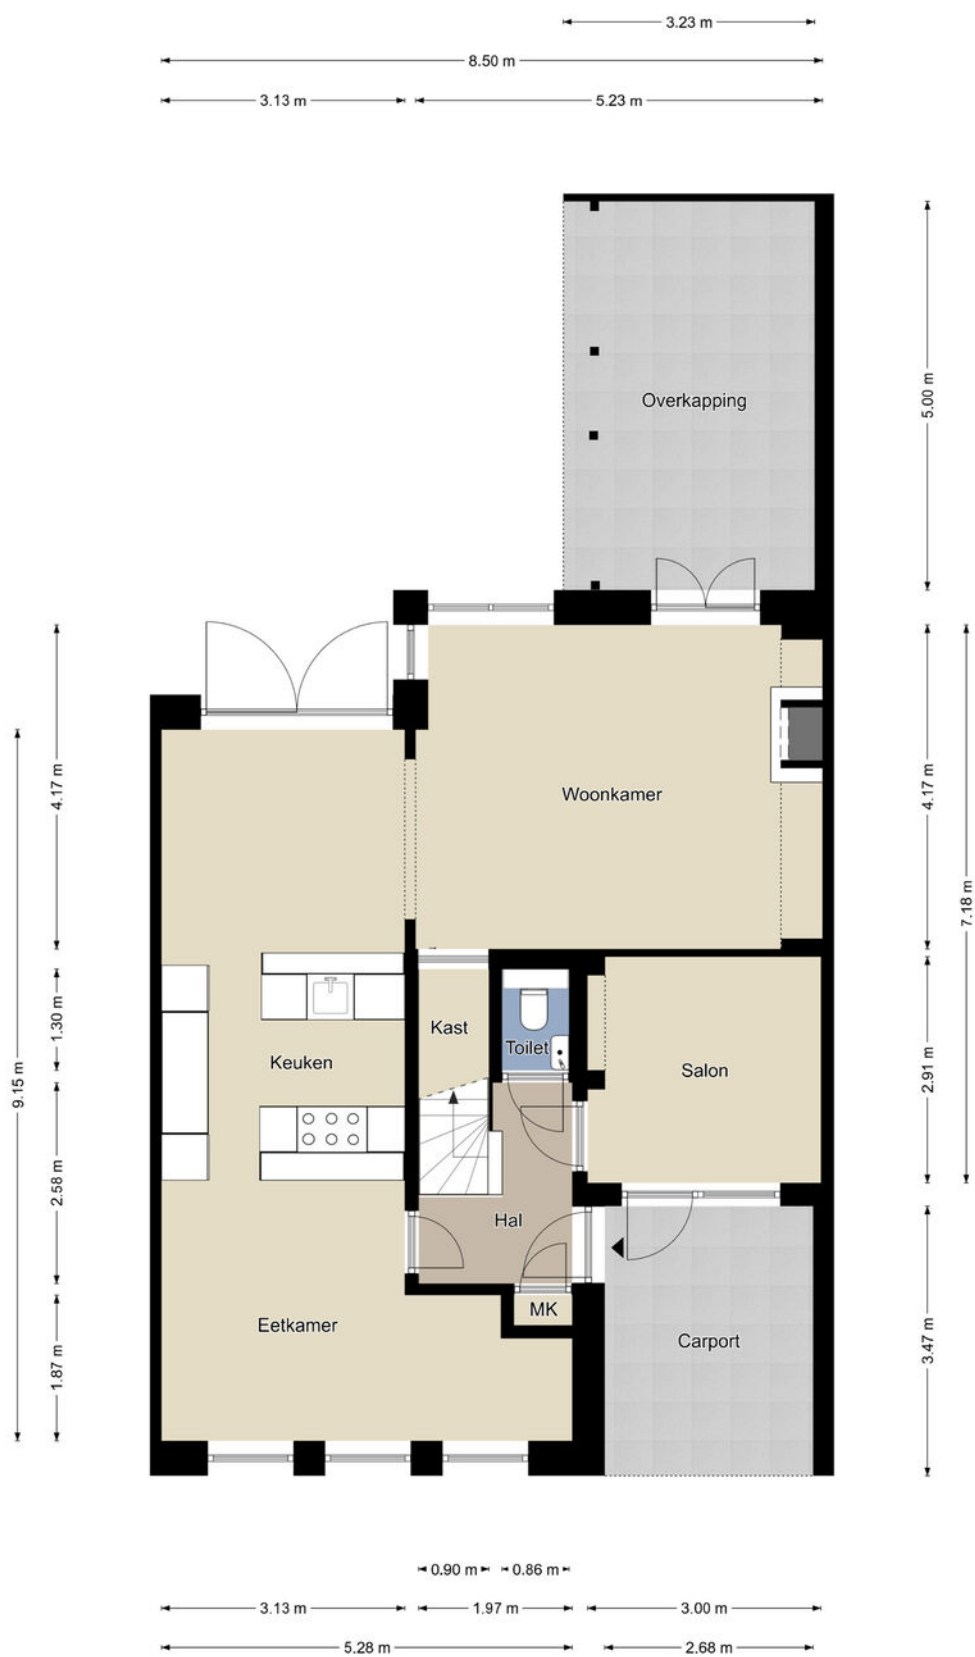 3.23 m
8.50 m
3.13 m
5.23 m
5.00 m
Overkapping
4.17 m
Woonkamer
4.17 m
7.18 m
9.15 m
1.30 m
Kast
Toilet
Keuken
Salon
2.91 m
2.58 m
Hal
MK
Eetkamer
Carport
1.87 m
3.47 m
0.90 m
0.86 m
3.13 m
1.97 m
3.00 m
5.28 m
2.68 m